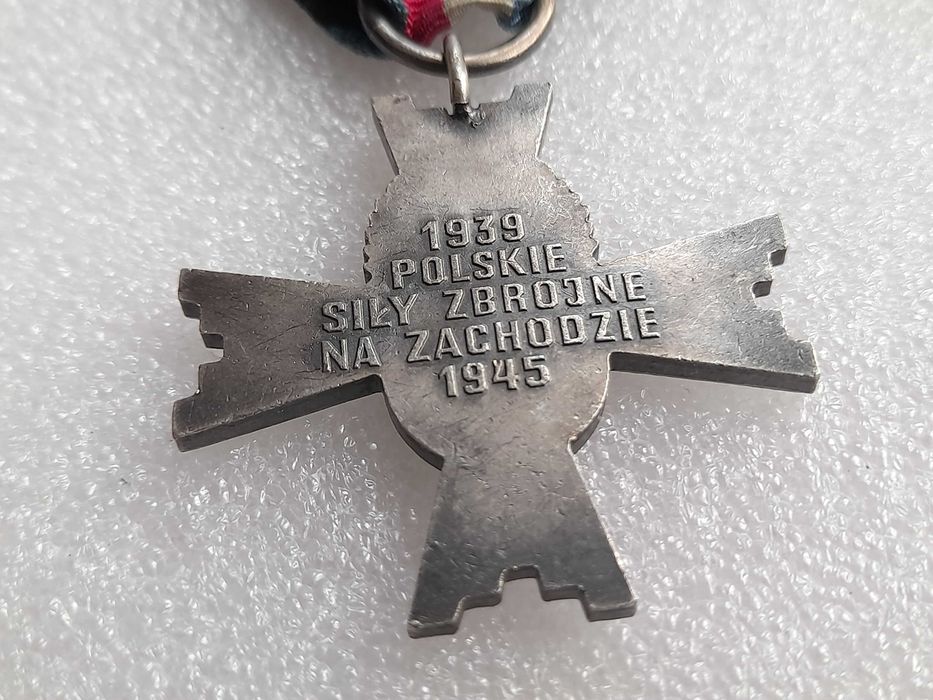 1939
POLSKIE
SIŁY ZBROJNE
NA ZACHODZIE
1945